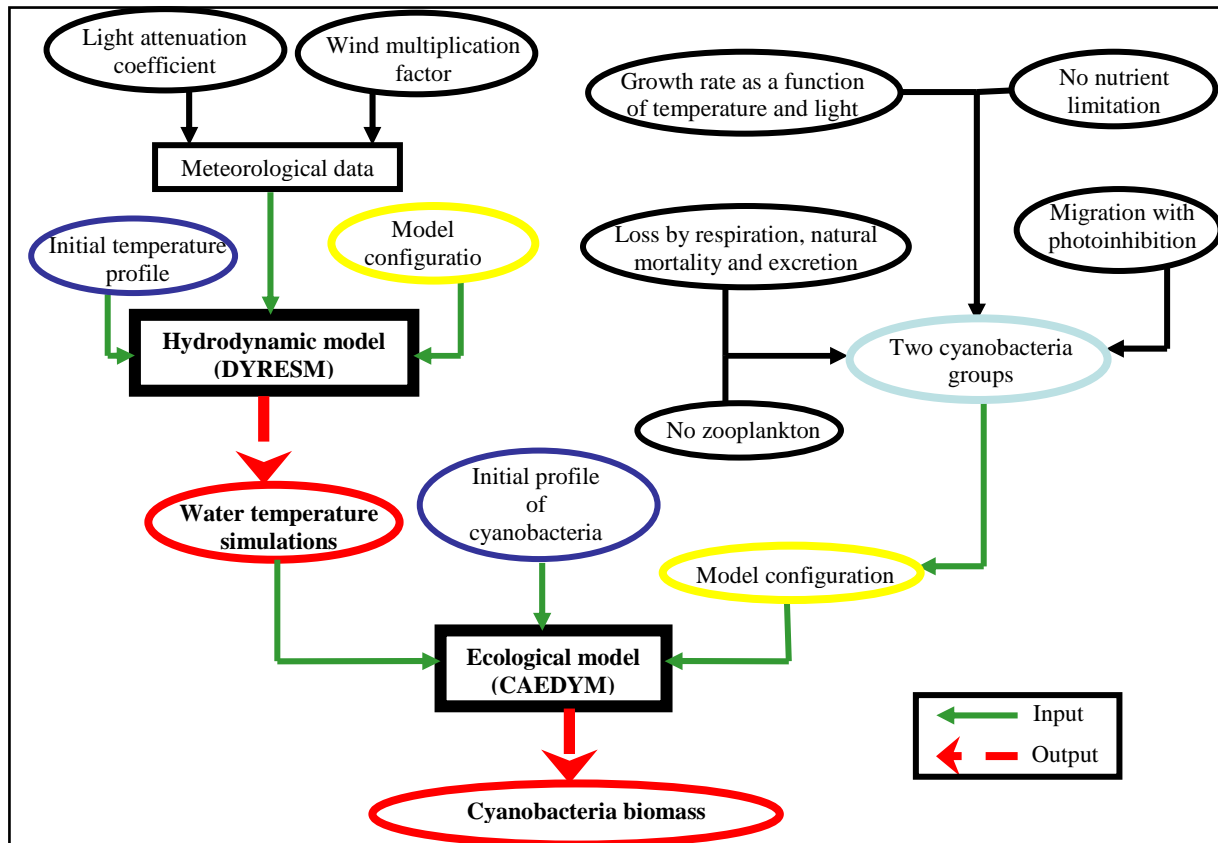 Light attenuation
coefficient
Wind multiplication
factor
Growth rate as a function
of temperature and light
No nutrient
limitation
Meteorological data
Initial temperature
profile
Model
configuratio
Loss by respiration, natural
mortality and excretion
Migration with
photoinhibition
Hydrodynamic model
(DYRESM)
Two cyanobacteria
groups
No zooplankton
Water temperature
simulations
Initial profile
of
cyanobacteria
Model configuration
Ecological model
(CAEDYM)
Input
Output
Cyanobacteria biomass